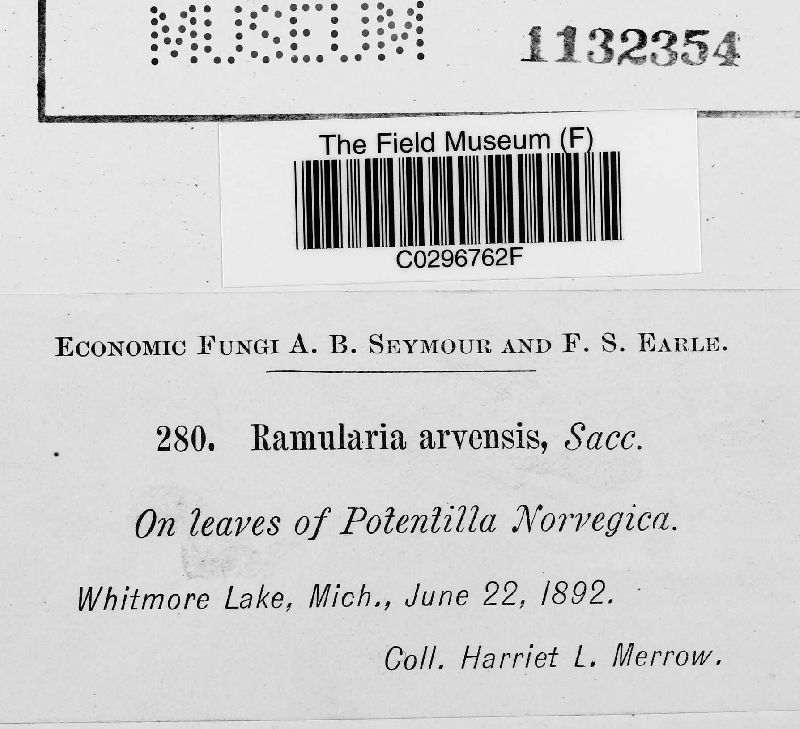 MUSEUM
1132354
The Field Museum (F)
C0296762F
ECONOMIC FUNGI A. B. SEYMOUR AND F. S. EARLE.
280. Ramularia arvensis, Sacc.
On leaves of Potentilla Norvegica.
Whitmore Lake, Mich., June 22, 1892.
Coll. Harriet L. Merrow.